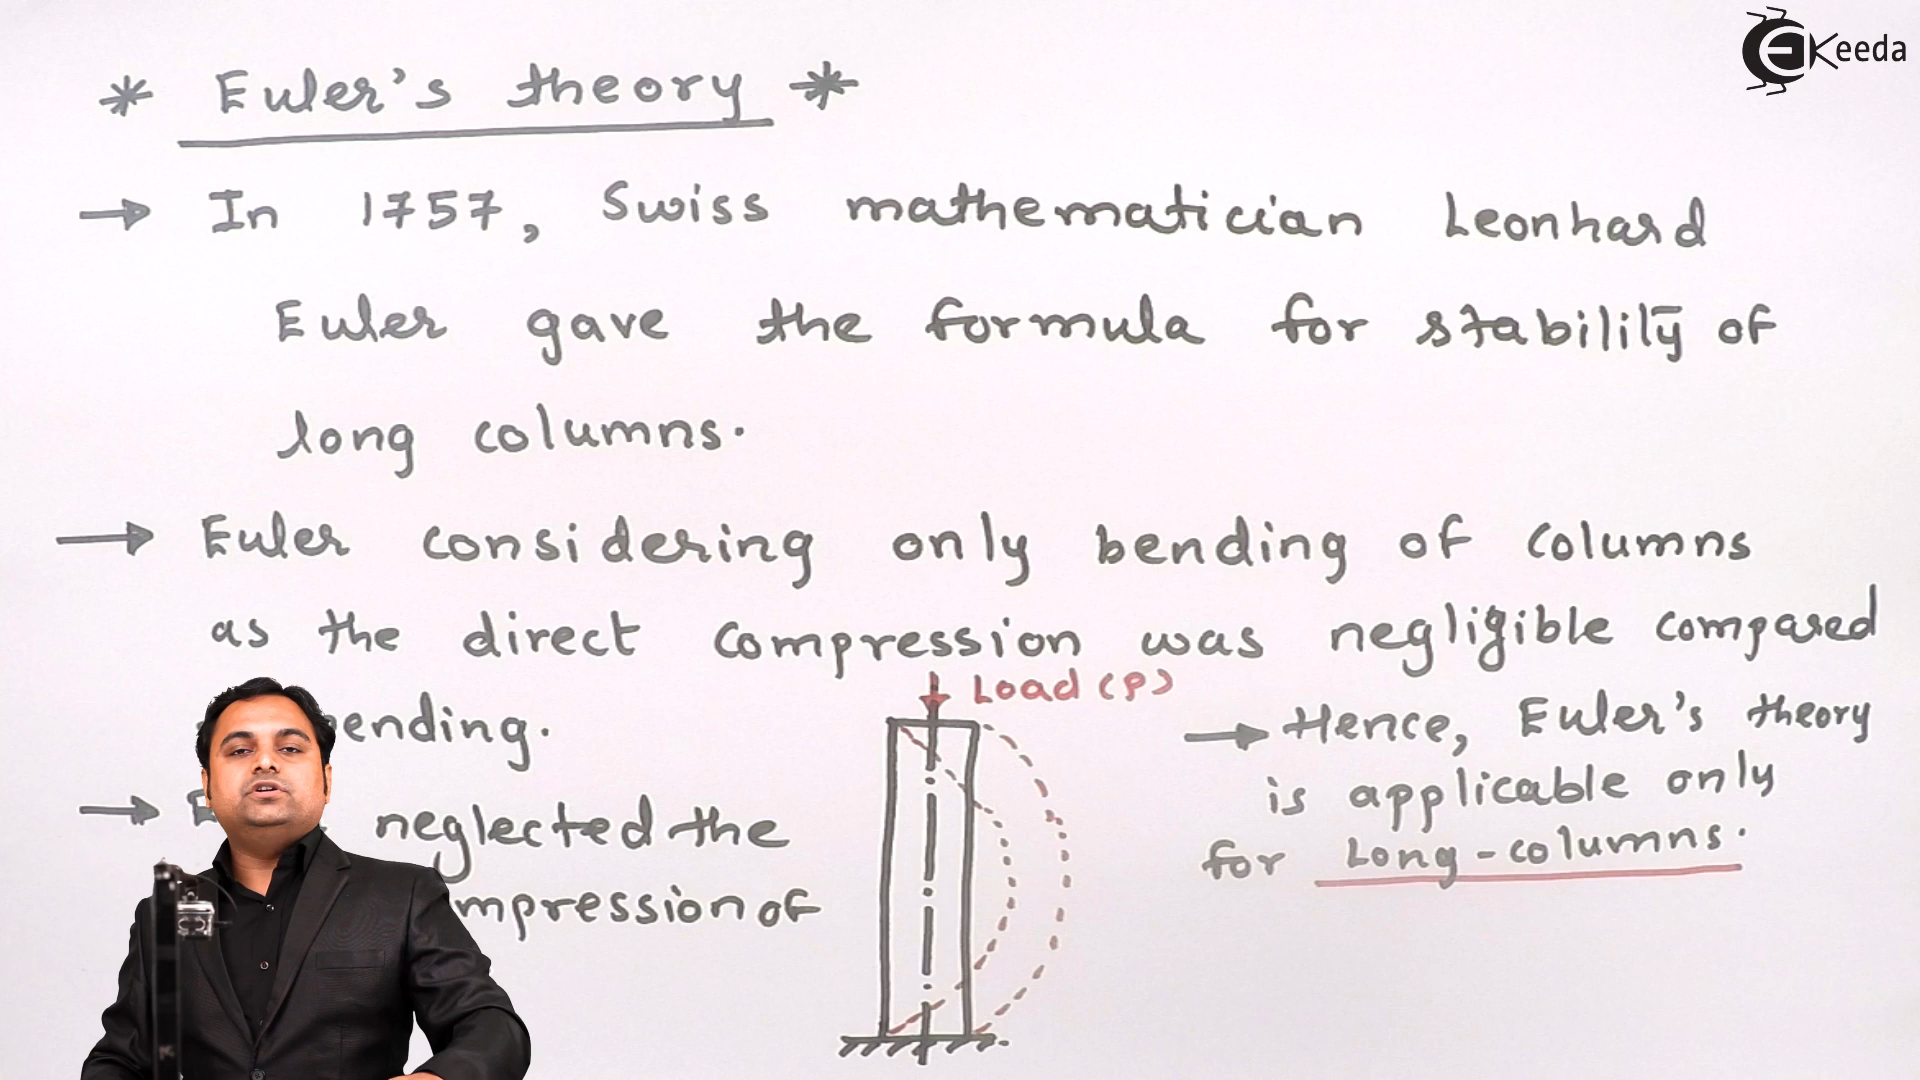 EKeeda
* Euler's theory *
→ In 1757, Swiss mathematician Leonhard
Euler gave the formula for stability of
long columns.
→ Euler considering only bending of columns
as the direct compression was negligible compared
bending.
→ neglected the
mpression of
Load (P)
→ Hence, Euler's theory
is applicable only
for Long-columns.